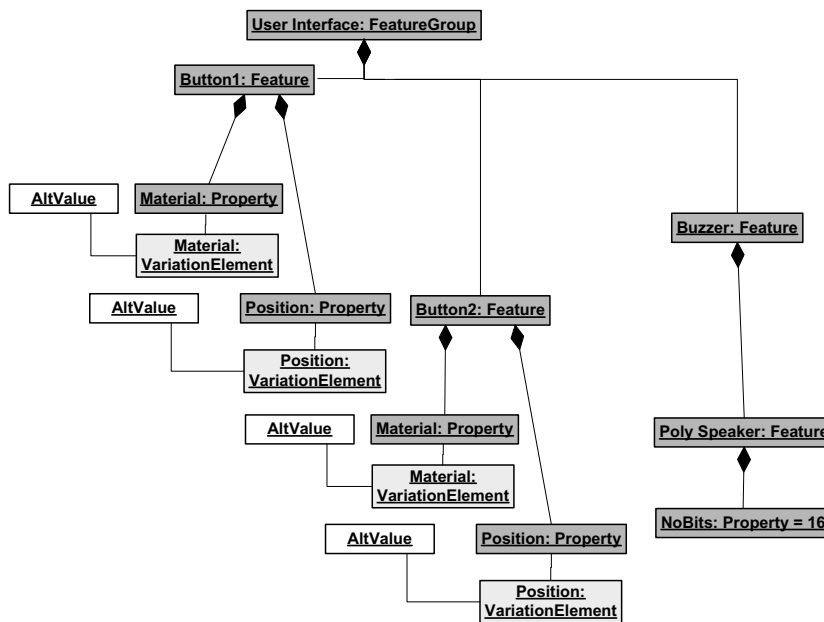 User Interface: FeatureGroup
Button1: Feature
AltValue
Material: Property
Material:
VariationElement
Buzzer: Feature
AltValue
Position: Property
Button2: Feature
Position:
VariationElement
AltValue
Material: Property
Poly Speaker: Feature
Material:
VariationElement
NoBits: Property = 16
AltValue
Position: Property
Position:
VariationElement